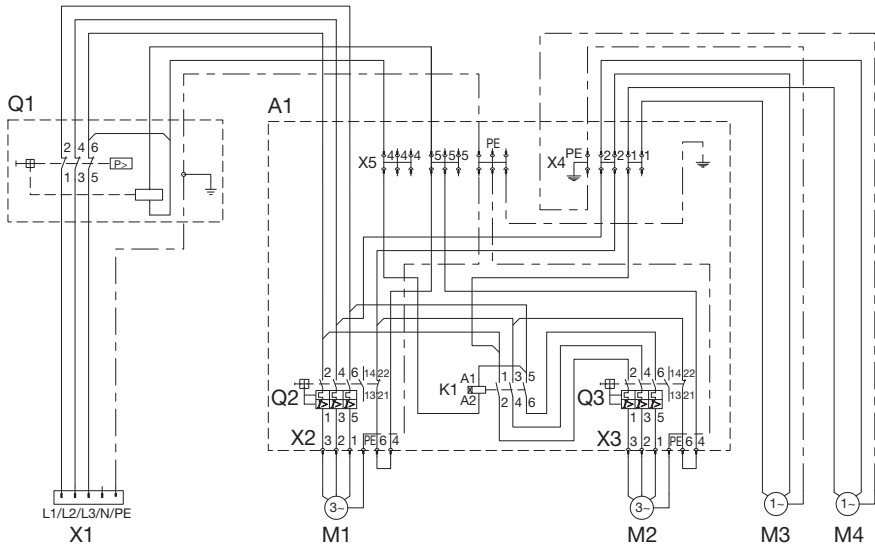 Q1
A1
2 4 6
P>
1 3 5
X5
4 4 4
5 5 5
PE
X4
PE
2 2 1 1
Q2
2 4 6 14 22
13 21
1 3 5
K1
A1
A2
1 3 5
2 4 6
Q3
2 4 6 14 22
13 21
1 3 5
X2
3 2 1 PE 6 4
X3
3 2 1 PE 6 4
L1/L2/L3/N/PE
X1
3~
M1
3~
M2
1~
M3
1~
M4